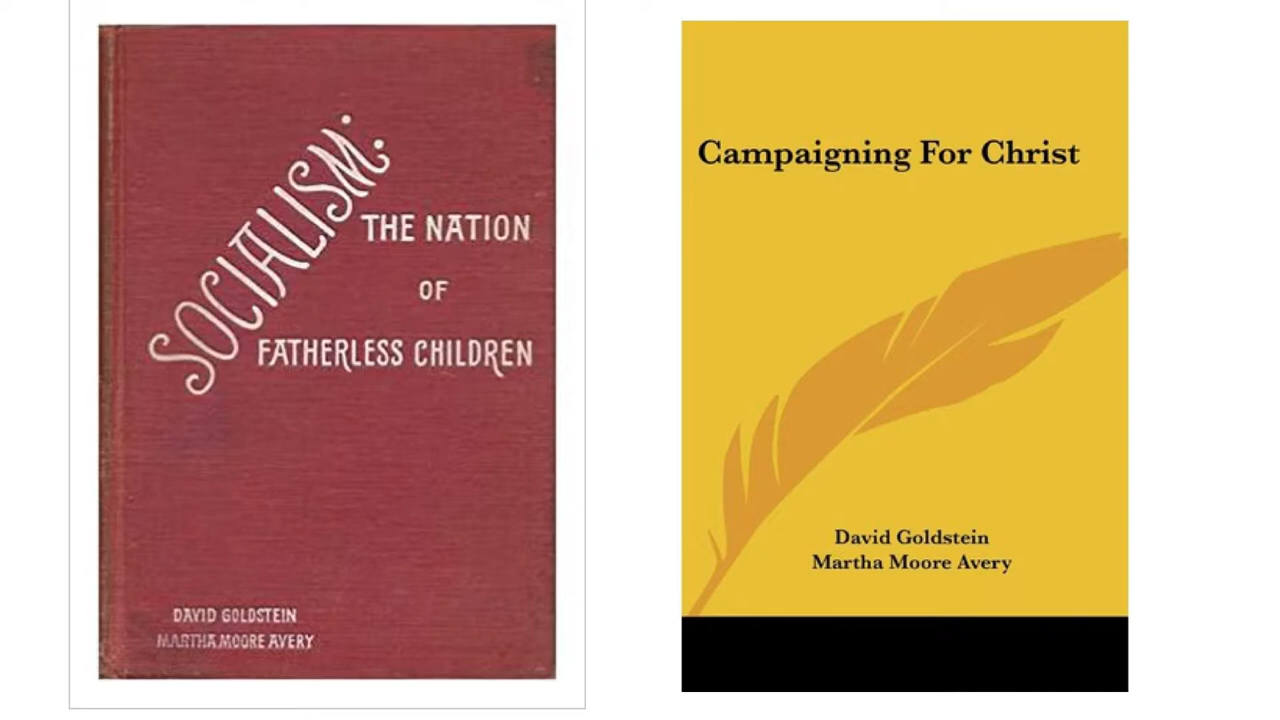 SOCIALISM:
THE NATION
OF
FATHERLESS CHILDREN
DAVID GOLDSTEIN
MARTHA MOORE AVERY
Campaigning For Christ
David Goldstein
Martha Moore Avery